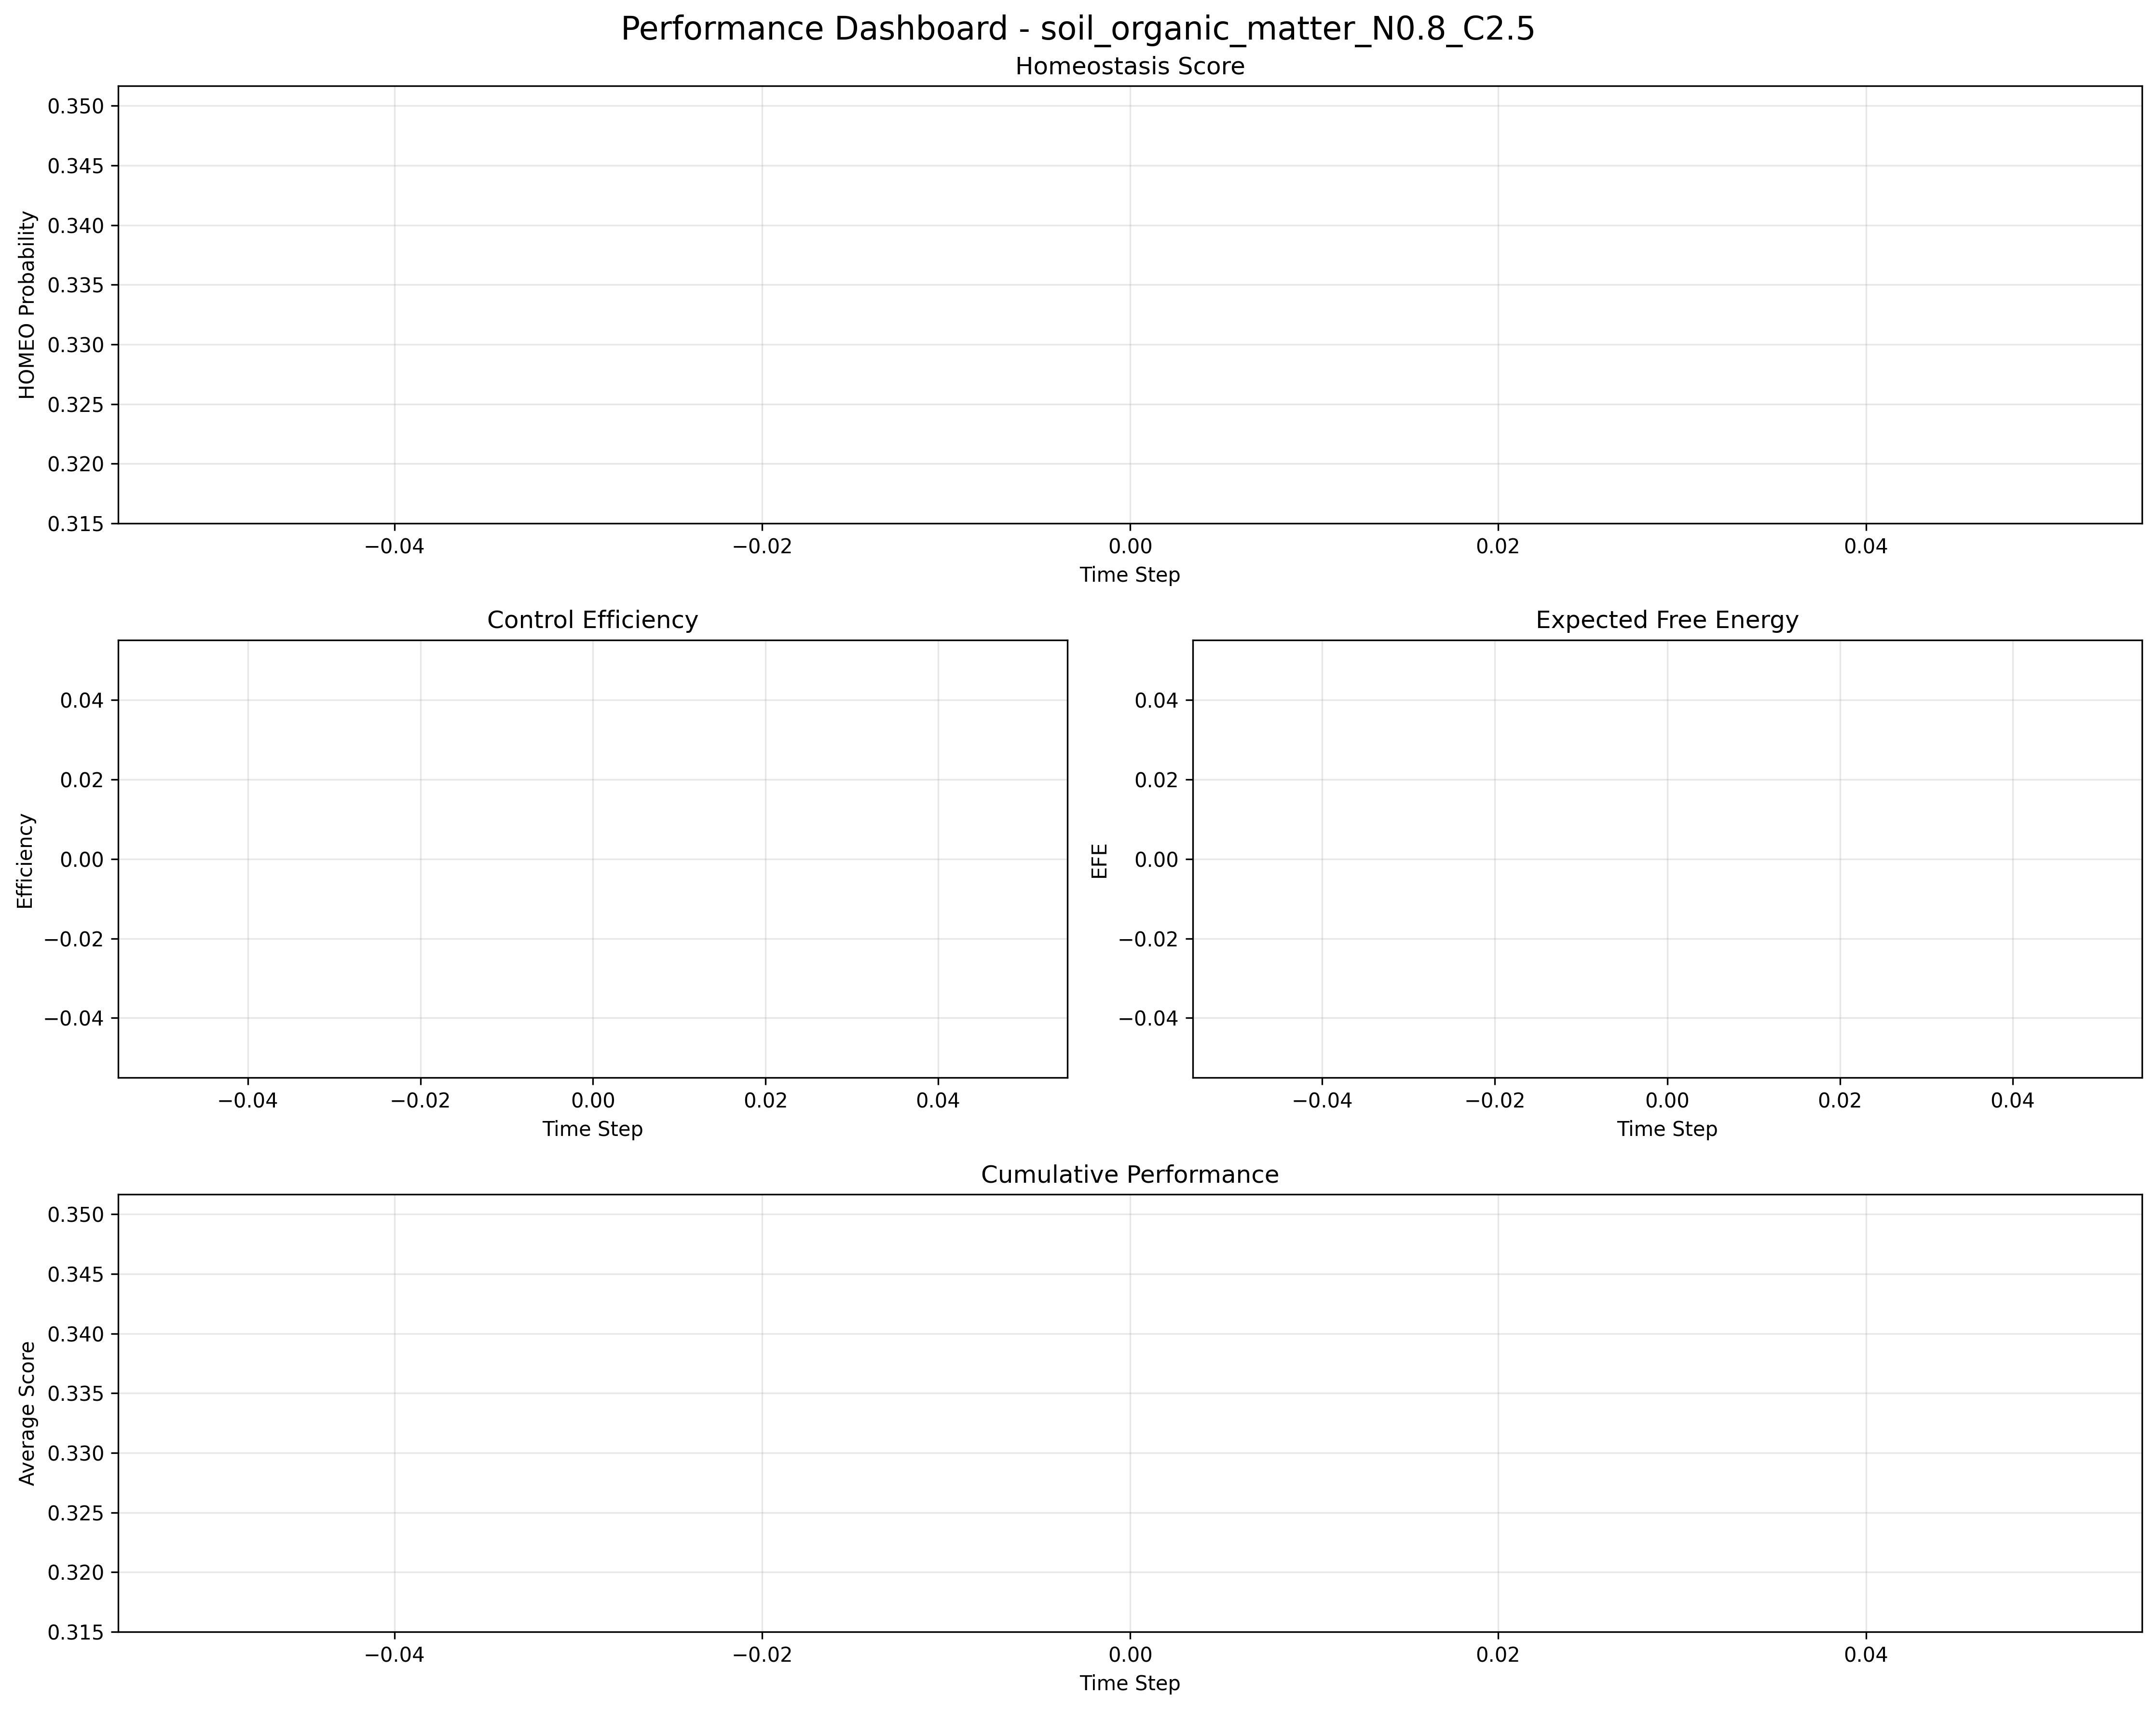 Performance Dashboard - soil_organic_matter_N0.8_C2.5
Homeostasis Score
HOMEO Probability
0.350
0.345
0.340
0.335
0.330
0.325
0.320
0.315
−0.04 −0.02 0.00 0.02 0.04
Time Step
Control Efficiency
Efficiency
0.04
0.02
0.00
−0.02
−0.04
−0.04 −0.02 0.00 0.02 0.04
Time Step
Expected Free Energy
EFE
0.04
0.02
0.00
−0.02
−0.04
−0.04 −0.02 0.00 0.02 0.04
Time Step
Cumulative Performance
Average Score
0.350
0.345
0.340
0.335
0.330
0.325
0.320
0.315
−0.04 −0.02 0.00 0.02 0.04
Time Step